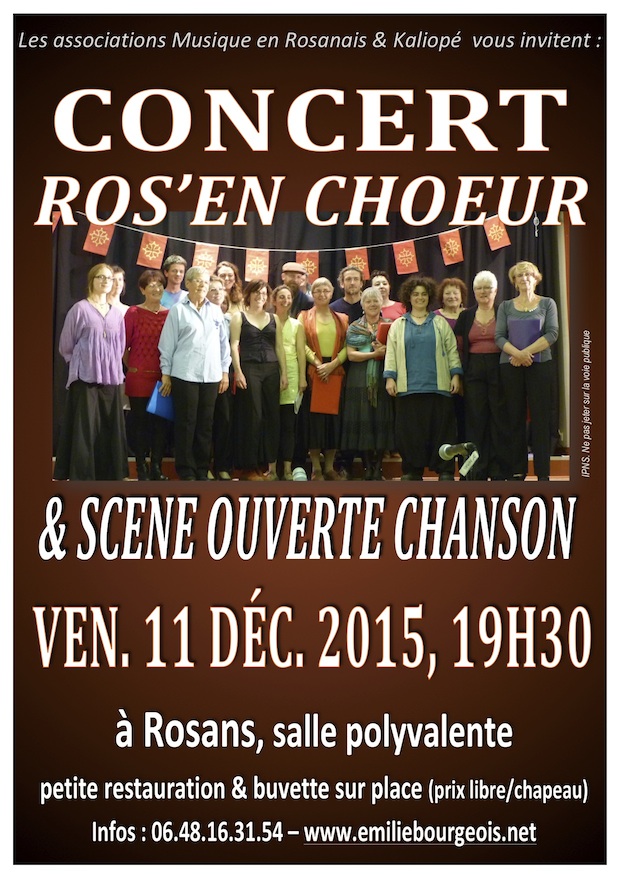 Les associations Musique en Rosanais & Kaliopé vous invitent :
CONCERT
ROS'EN CHOEUR
IPNS. Ne pas jeter sur la voie publique
& SCENE OUVERTE CHANSON
VEN. 11 DÉC. 2015, 19H30
à Rosans, salle polyvalente
petite restauration & buvette sur place (prix libre/chapeau)
Infos : 06.48.16.31.54 – www.emiliebourgeois.net